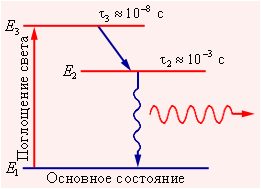 τ₃ ≈ 10⁻⁸ с
E₃
τ₂ ≈ 10⁻³ с
E₂
Поглощение света
E₁
Основное состояние